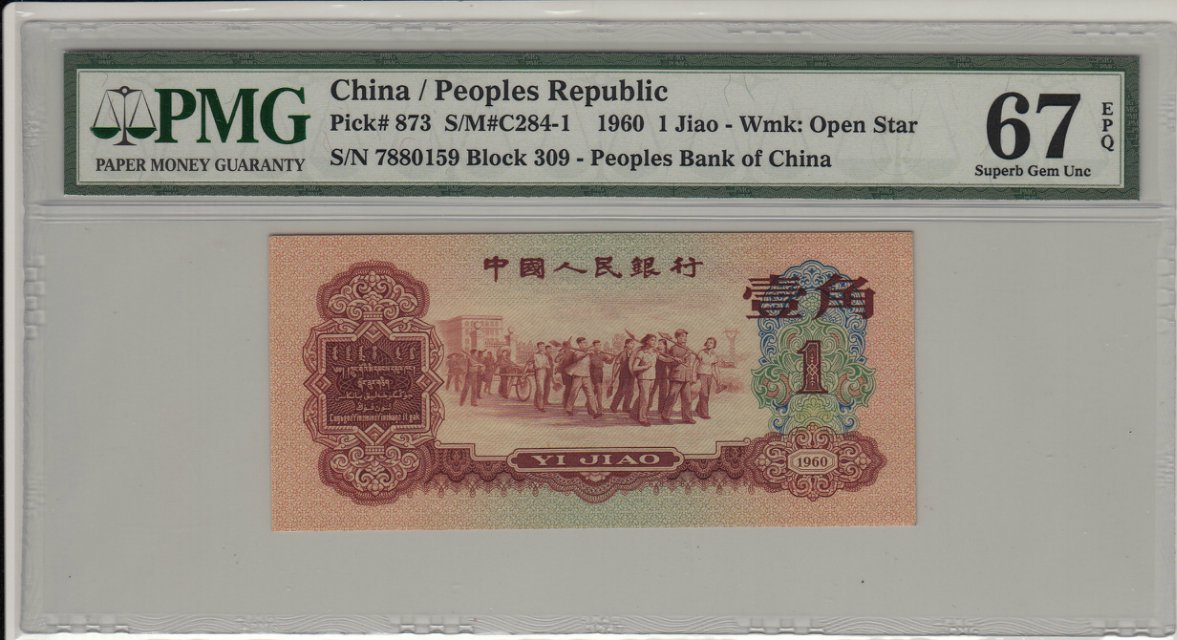 PMG
PAPER MONEY GUARANTY
China / Peoples Republic
Pick# 873 S/M#C284-1 1960 1 Jiao - Wmk: Open Star
S/N 7880159 Block 309 - Peoples Bank of China
67
EPQ
Superb Gem Unc
中國人民銀行
壹角
1
YI JIAO
1960